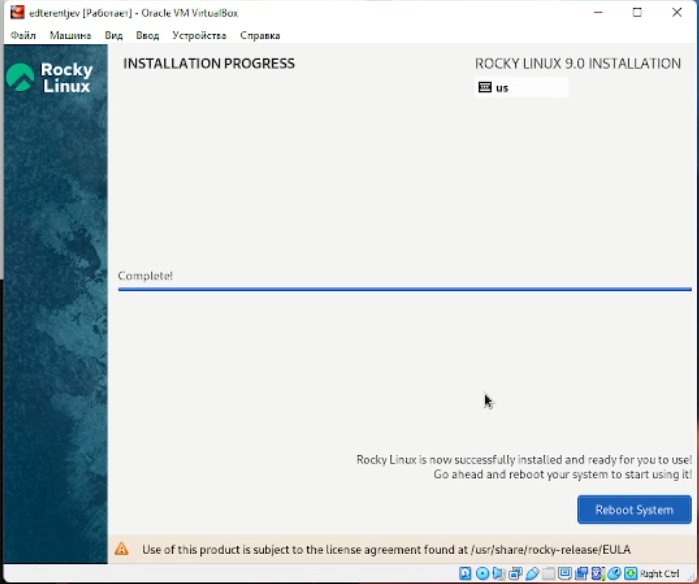 edterentjev [Работает] - Oracle VM VirtualBox
Файл Машина Вид Ввод Устройства Справка
Rocky
Linux
INSTALLATION PROGRESS
ROCKY LINUX 9.0 INSTALLATION
us
Complete!
Rocky Linux is now successfully installed and ready for you to use!
Go ahead and reboot your system to start using it!
Reboot System
Use of this product is subject to the license agreement found at /usr/share/rocky-release/EULA
Right Ctrl